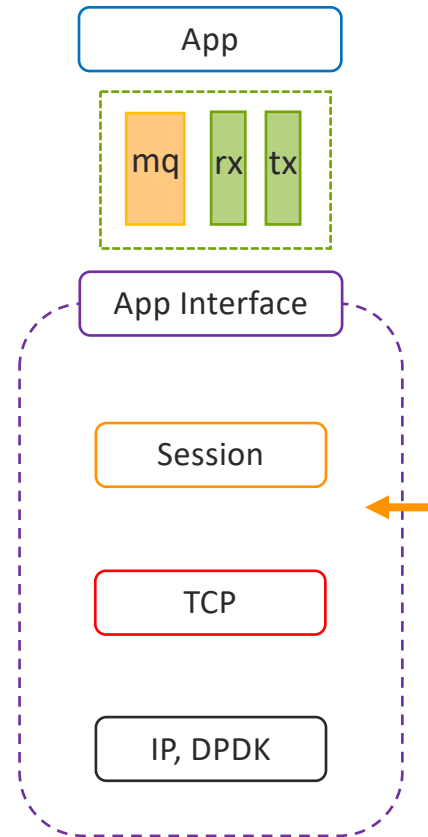 App
mq rx tx
App Interface
Session
TCP
IP, DPDK